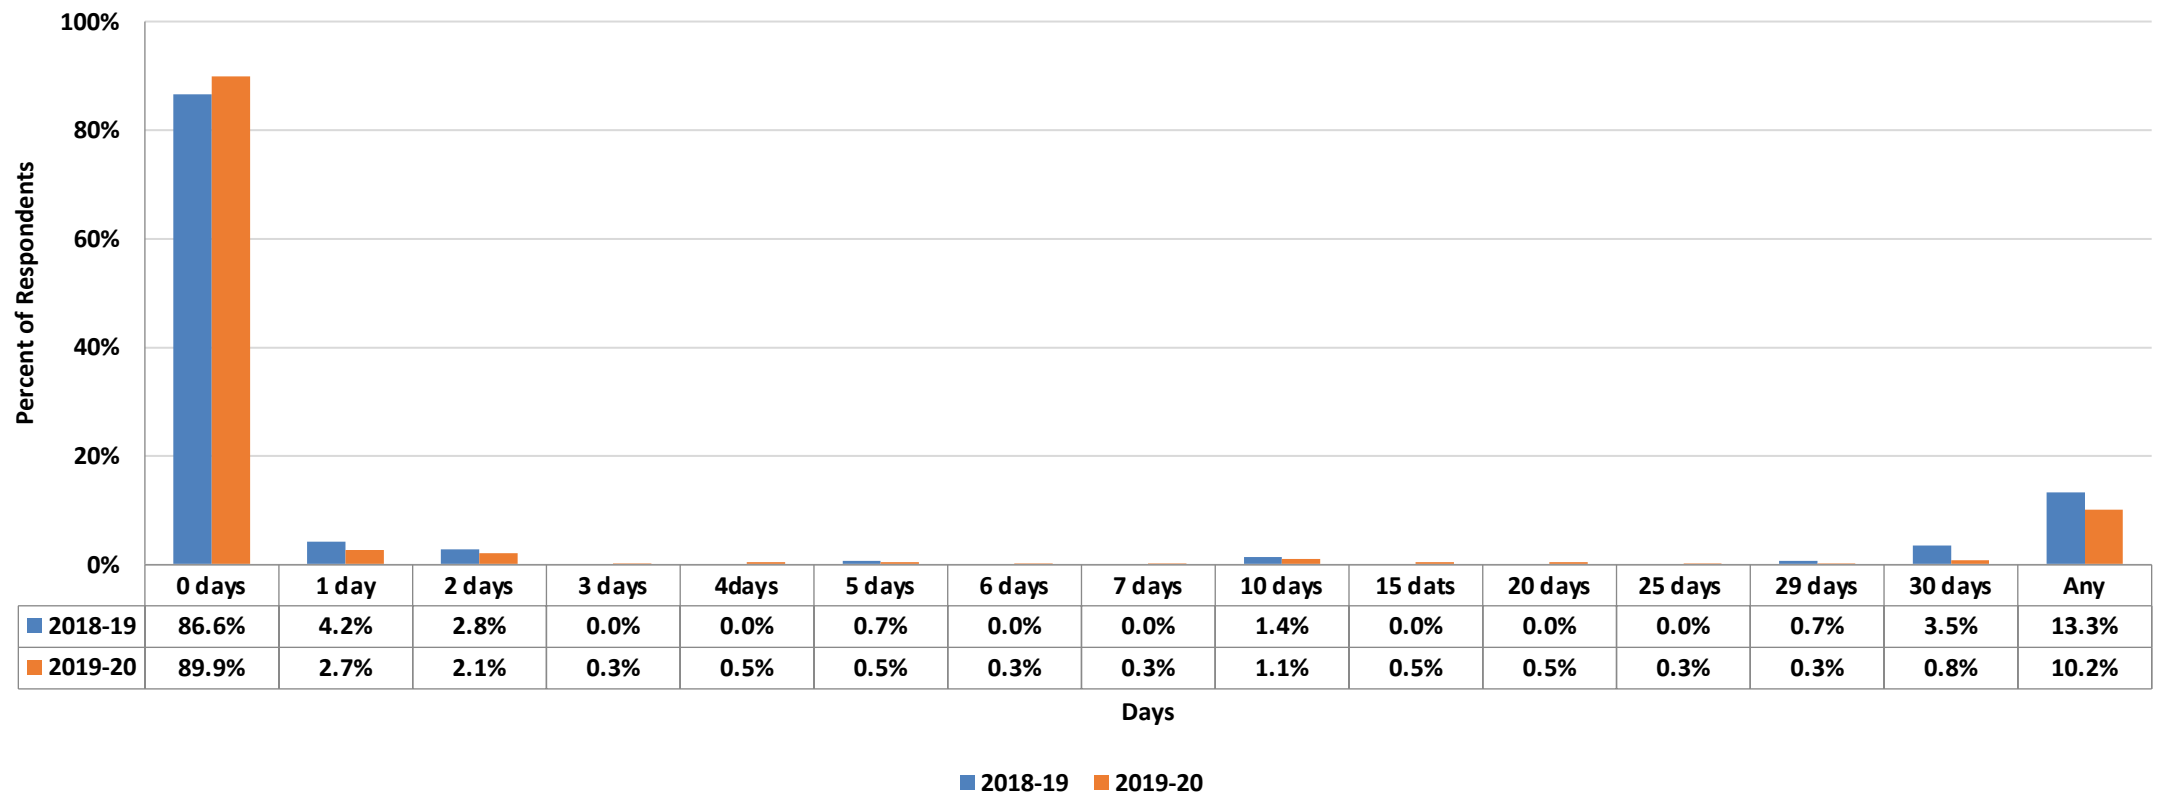 100%
80%
60%
40%
20%
0%
Percent of Respondents
0 days 1 day 2 days 3 days 4days 5 days 6 days 7 days 10 days 15 dats 20 days 25 days 29 days 30 days Any
2018-19 86.6% 4.2% 2.8% 0.0% 0.0% 0.7% 0.0% 0.0% 1.4% 0.0% 0.0% 0.0% 0.7% 3.5% 13.3%
2019-20 89.9% 2.7% 2.1% 0.3% 0.5% 0.5% 0.3% 0.3% 1.1% 0.5% 0.5% 0.3% 0.3% 0.8% 10.2%
Days
2018-19 2019-20